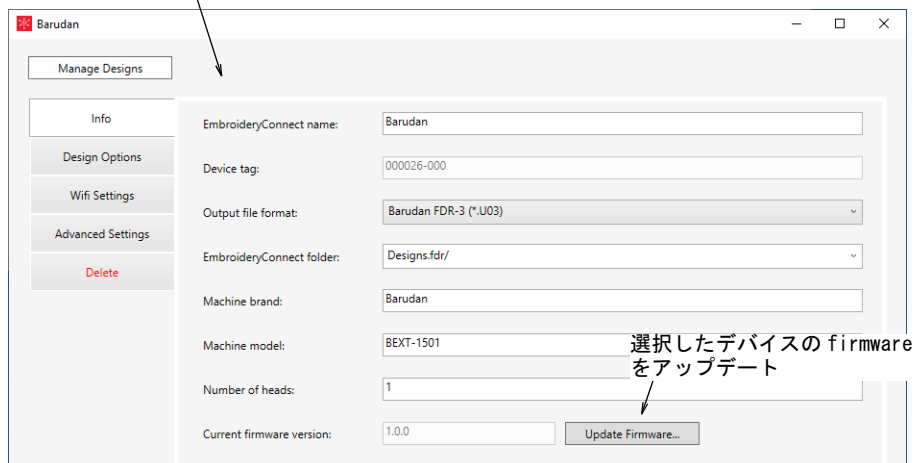 Barudan
Manage Designs
Info
Design Options
Wifi Settings
Advanced Settings
Delete
EmbroideryConnect name:
Barudan
Device tag:
000026-000
Output file format:
Barudan FDR-3 (*.U03)
EmbroideryConnect folder:
Designs.fdr/
Machine brand:
Barudan
Machine model:
BEXT-1501
選択したデバイスの firmware
をアップデート
Number of heads:
1
Current firmware version:
1.0.0
Update Firmware...